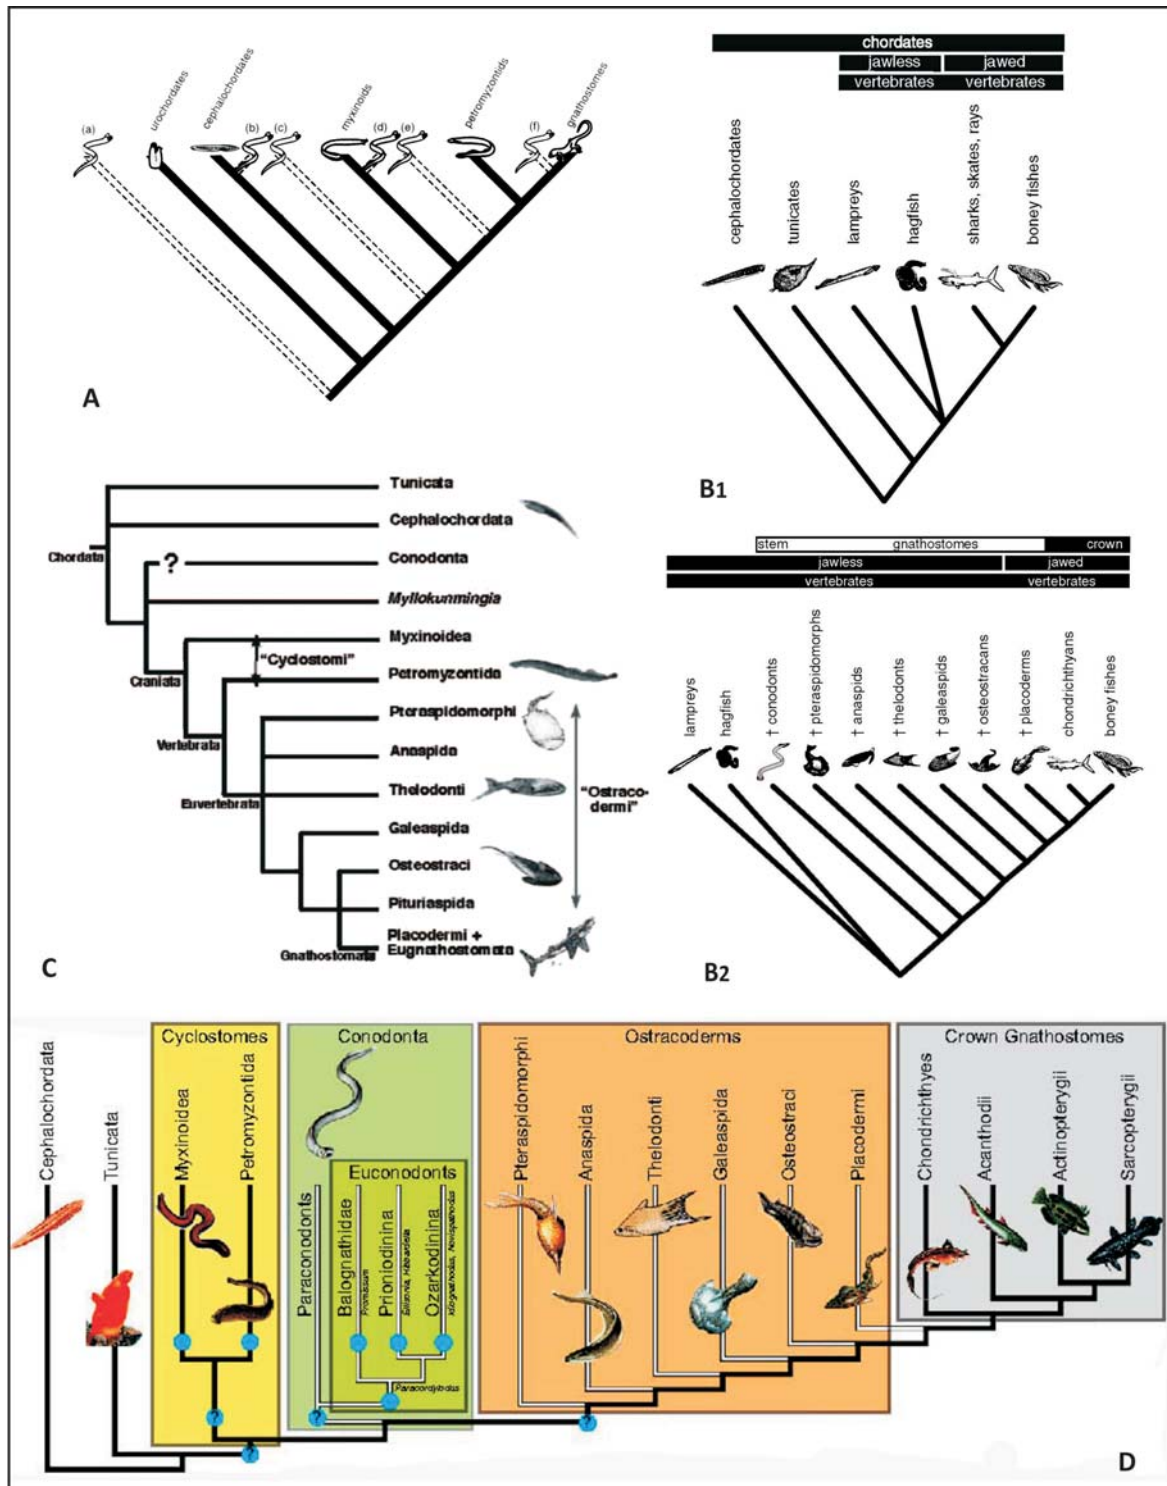 (a)
urochordates
cephalochordates
(b)
(c)
myxinoids
(d)
(e)
petromyzontids
(f)
gnathostomes
A
chordates
jawless
jawed
vertebrates
vertebrates
cephalochordates
tunicates
lampreys
hagfish
sharks, skates, rays
boney fishes
B1
Tunicata
Cephalochordata
Chordata
?
Conodonta
Myllokunmingia
Myxinoidea
"Cyclostomi"
Craniata
Petromyzontida
Pteraspidomorphi
Vertebrata
Anaspida
Thelodonti
"Ostraco-
dermi"
Euvertebrata
Galeaspida
Osteostraci
Pituriaspida
Placodermi +
Gnathostomata
Eugnathostomata
C
stem
gnathostomes
crown
jawless
jawed
vertebrates
vertebrates
lampreys
hagfish
† conodonts
† pteraspidomorphs
† anaspids
† thelodonts
† galeaspids
† osteostracans
† placoderms
chondrichthyans
boney fishes
B2
Cyclostomes
Conodonta
Ostracoderms
Crown Gnathostomes
Cephalochordata
Tunicata
Myxinoidea
Petromyzontida
Paraconodonts
Euconodonts
Balognathidae
Promissum
Prioniodinina
Ozarkodinina
Paracordylodus
Pteraspidomorphi
Anaspida
Thelodonti
Galeaspida
Osteostraci
Placodermi
Chondrichthyes
Acanthodii
Actinopterygii
Sarcopterygii
?
?
?
?
D